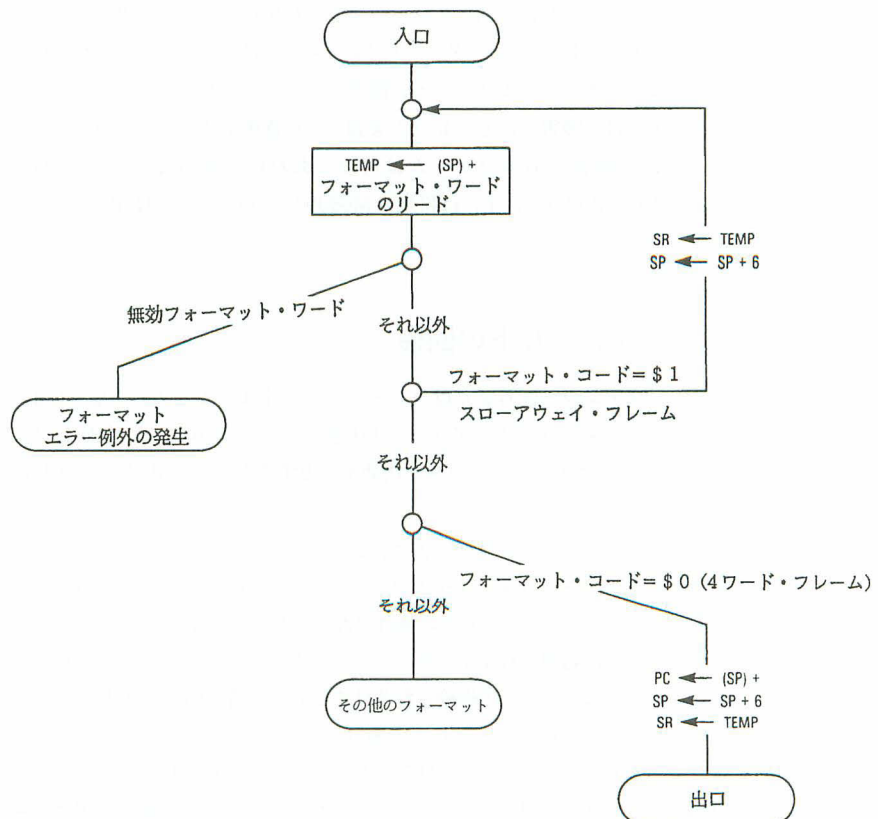 入口
TEMP ← (SP) +
フォーマット・ワード
のリード
SR ← TEMP
SP ← SP + 6
無効フォーマット・ワード
それ以外
フォーマット・コード＝＄1
スローアウェイ・フレーム
フォーマット
エラー例外の発生
それ以外
フォーマット・コード＝＄0（4ワード・フレーム）
それ以外
PC ← (SP) +
SP ← SP + 6
SR ← TEMP
その他のフォーマット
出口